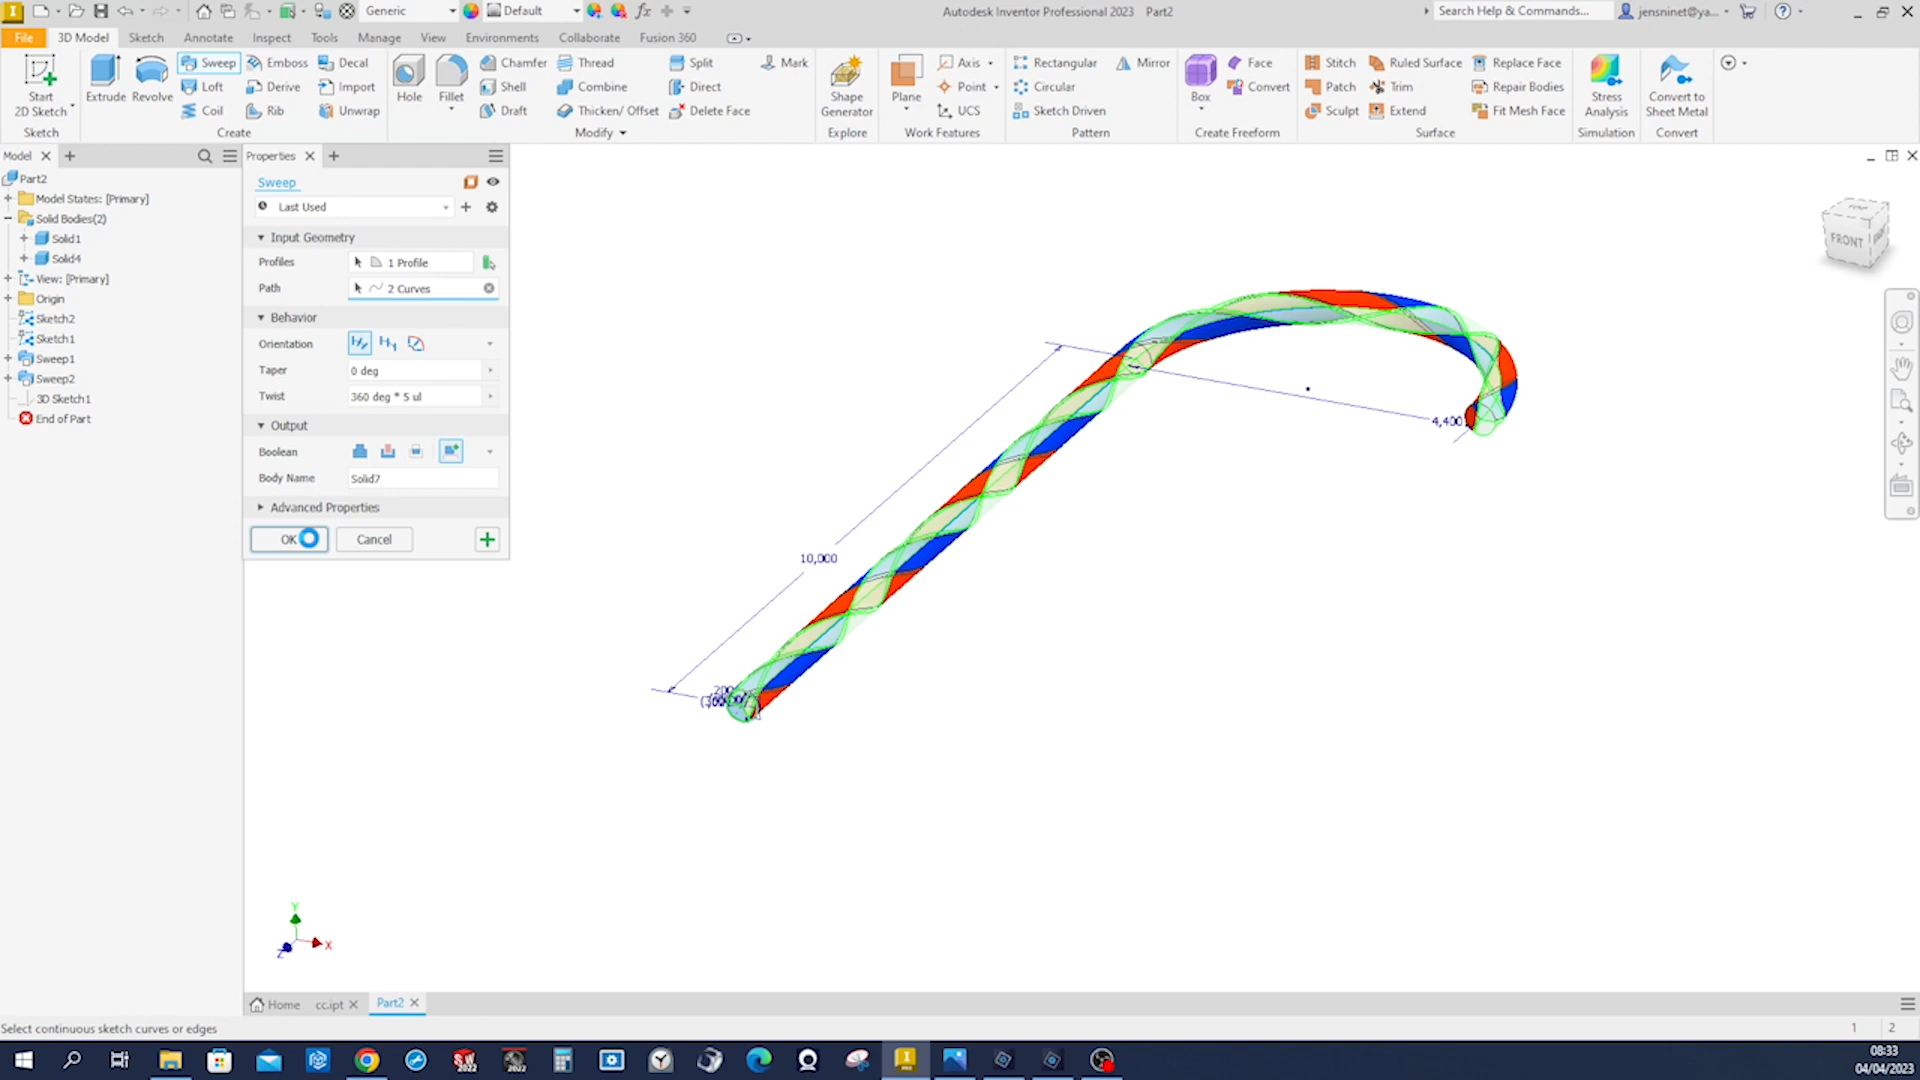 Generic
Default
Autodesk Inventor Professional 2023 Part2
Search Help & Commands...
jensninet@ya...
File 3D Model Sketch Annotate Inspect Tools Manage View Environments Collaborate Fusion 360
Start
2D Sketch
Sketch
Extrude
Revolve
Sweep
Loft
Coil
Emboss
Derive
Rib
Decal
Import
Unwrap
Create
Hole
Fillet
Chamfer
Shell
Draft
Thread
Combine
Thicken/ Offset
Split
Direct
Delete Face
Mark
Modify
Shape
Generator
Explore
Plane
Axis
Point
UCS
Work Features
Rectangular
Circular
Sketch Driven
Mirror
Pattern
Box
Face
Convert
Create Freeform
Stitch
Patch
Sculpt
Ruled Surface
Trim
Extend
Replace Face
Repair Bodies
Fit Mesh Face
Surface
Stress
Analysis
Simulation
Convert to
Sheet Metal
Convert
Model
Part2
Model States: [Primary]
Solid Bodies(2)
Solid1
Solid4
View: [Primary]
Origin
Sketch2
Sketch1
Sweep1
Sweep2
3D Sketch1
End of Part
Properties
Sweep
Last Used
Input Geometry
Profiles 1 Profile
Path 2 Curves
Behavior
Orientation
Taper 0 deg
Twist 360 deg * 5 ul
Output
Boolean
Body Name Solid7
Advanced Properties
OK Cancel
TOP
FRONT
4,400
10,000
Y
X
Z
Home cc.ipt Part2
Select continuous sketch curves or edges
1 2
08:33
04/04/2023